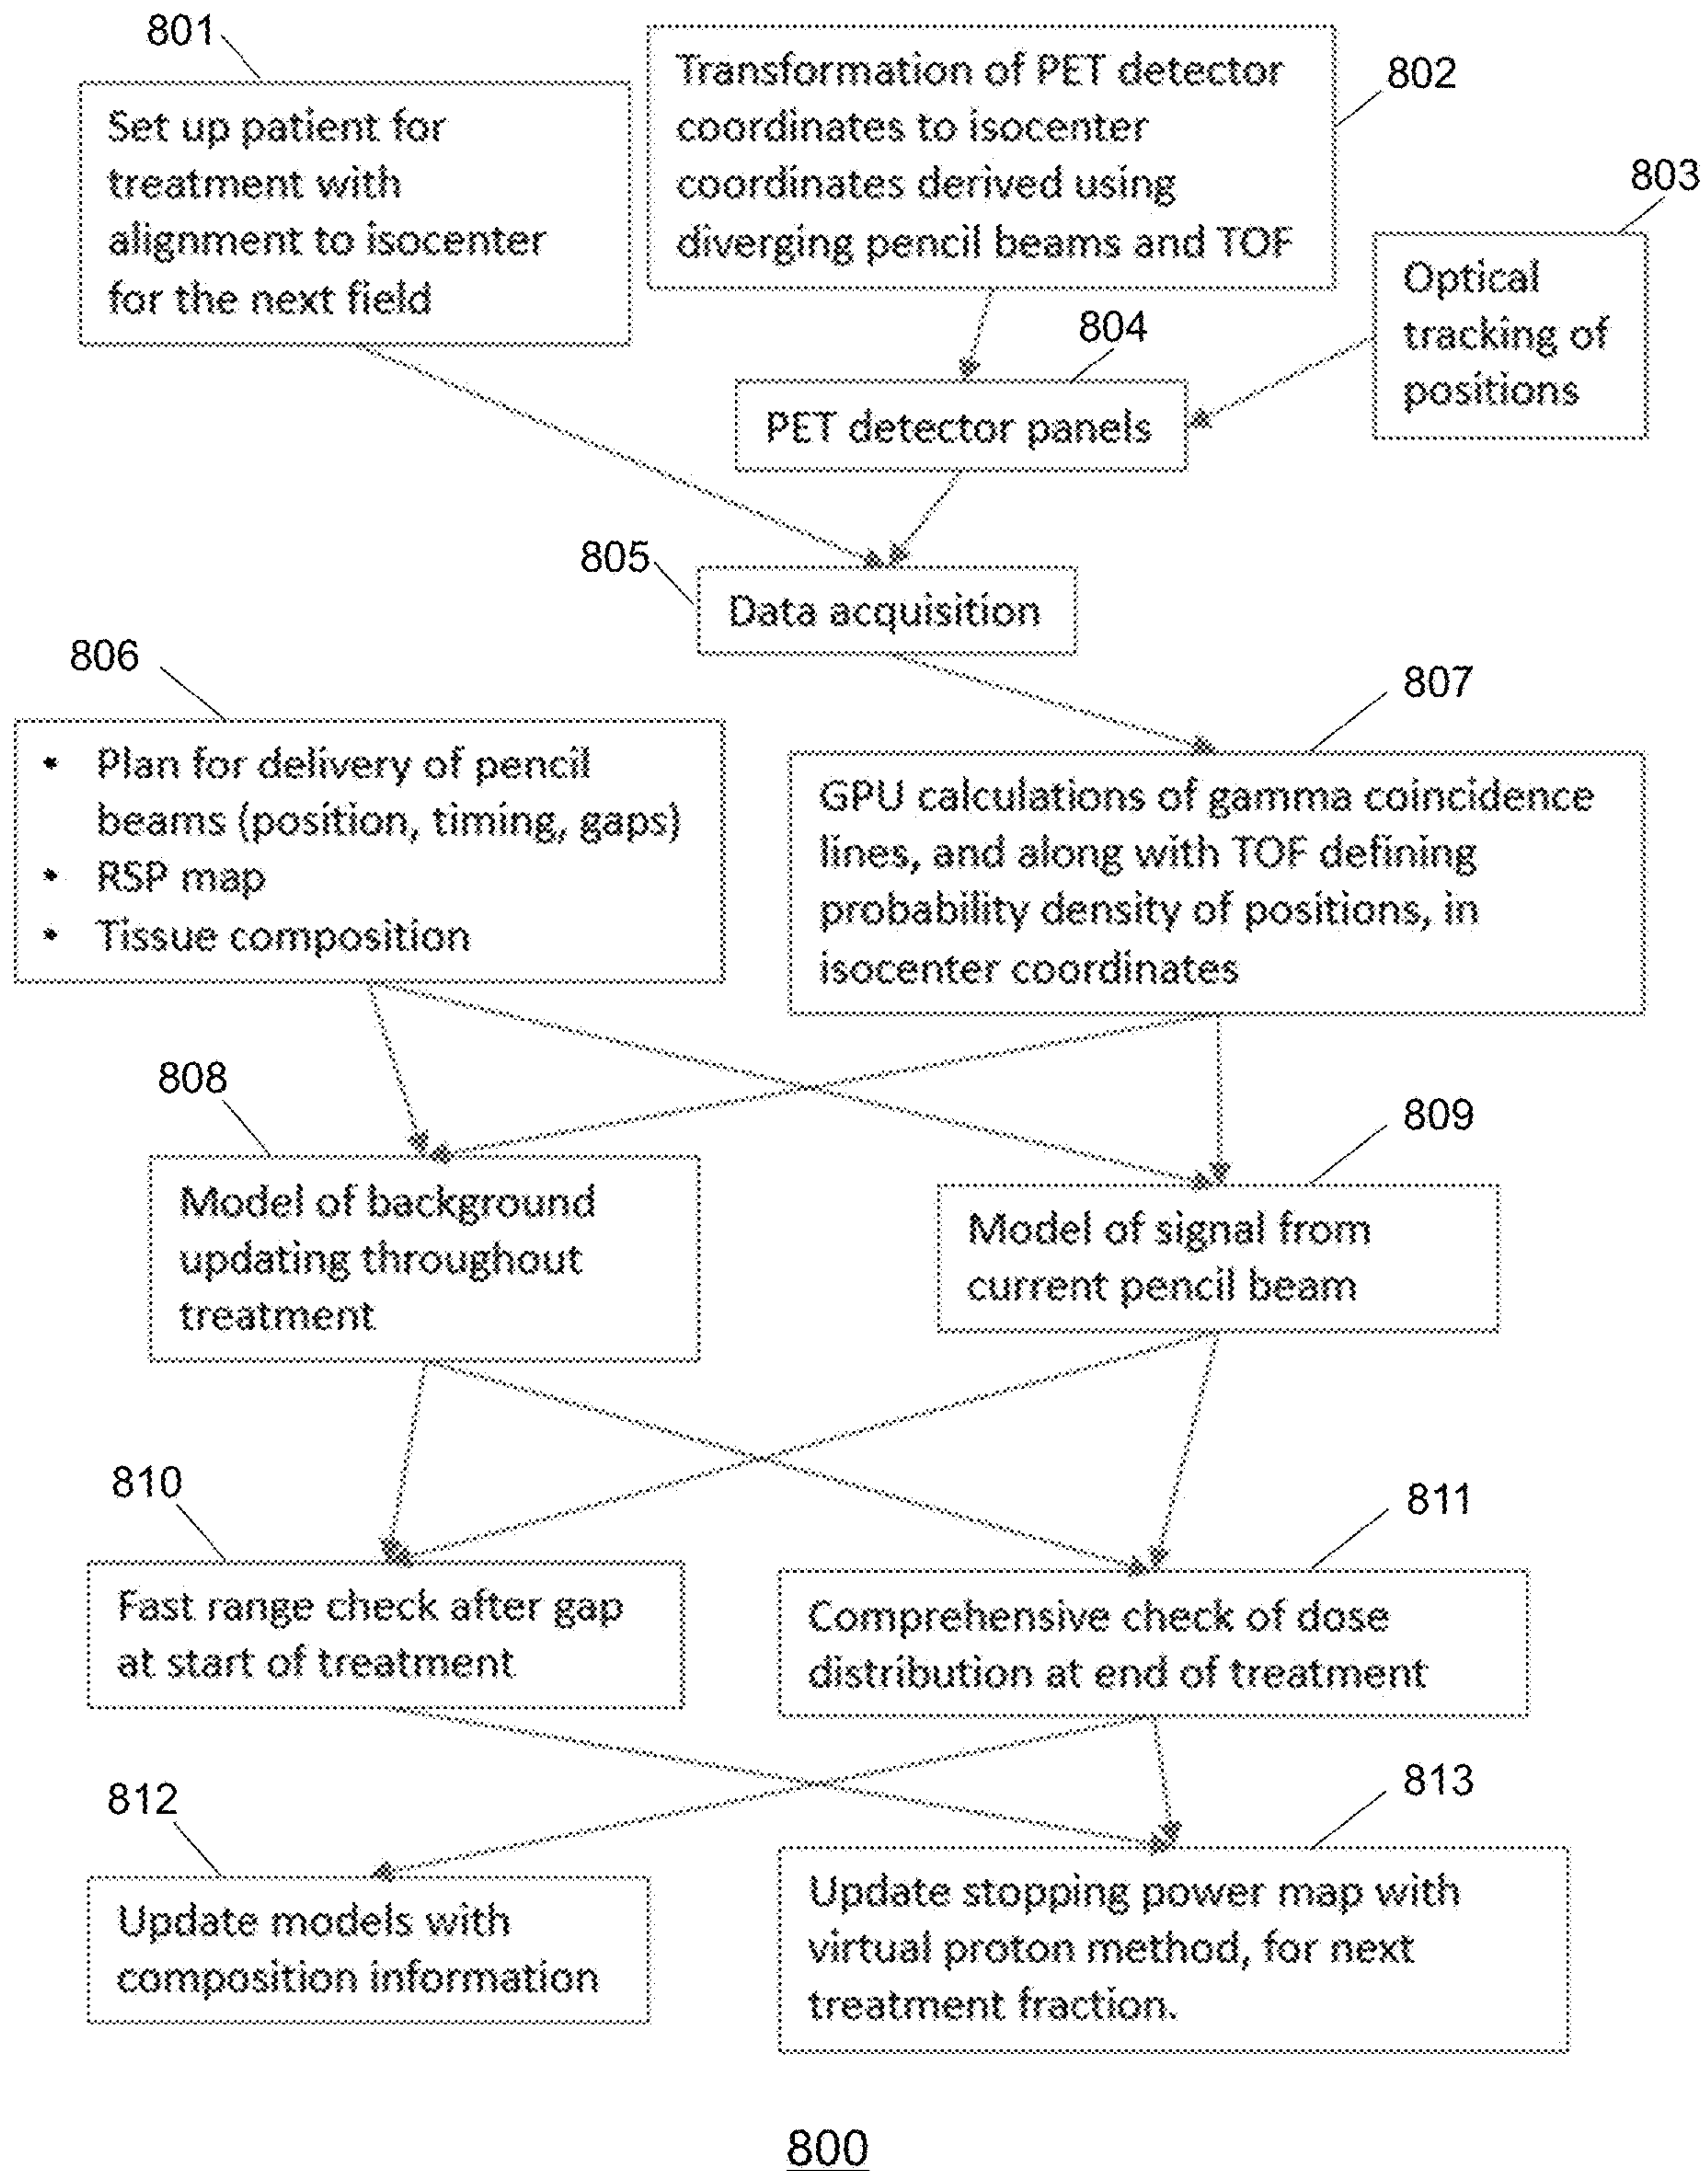 801
Set up patient for
treatment with
alignment to isocenter
for the next field
802
Transformation of PET detector
coordinates to isocenter
coordinates derived using
diverging pencil beams and TOF
803
Optical
tracking of
positions
804
PET detector panels
805
Data acquisition
806
• Plan for delivery of pencil
beams (position, timing, gaps)
• RSP map
• Tissue composition
807
GPU calculations of gamma coincidence
lines, and along with TOF defining
probability density of positions, in
isocenter coordinates
808
Model of background
updating throughout
treatment
809
Model of signal from
current pencil beam
810
Fast range check after gap
at start of treatment
811
Comprehensive check of dose
distribution at end of treatment
812
Update models with
composition information
813
Update stopping power map with
virtual proton method, for next
treatment fraction.
800